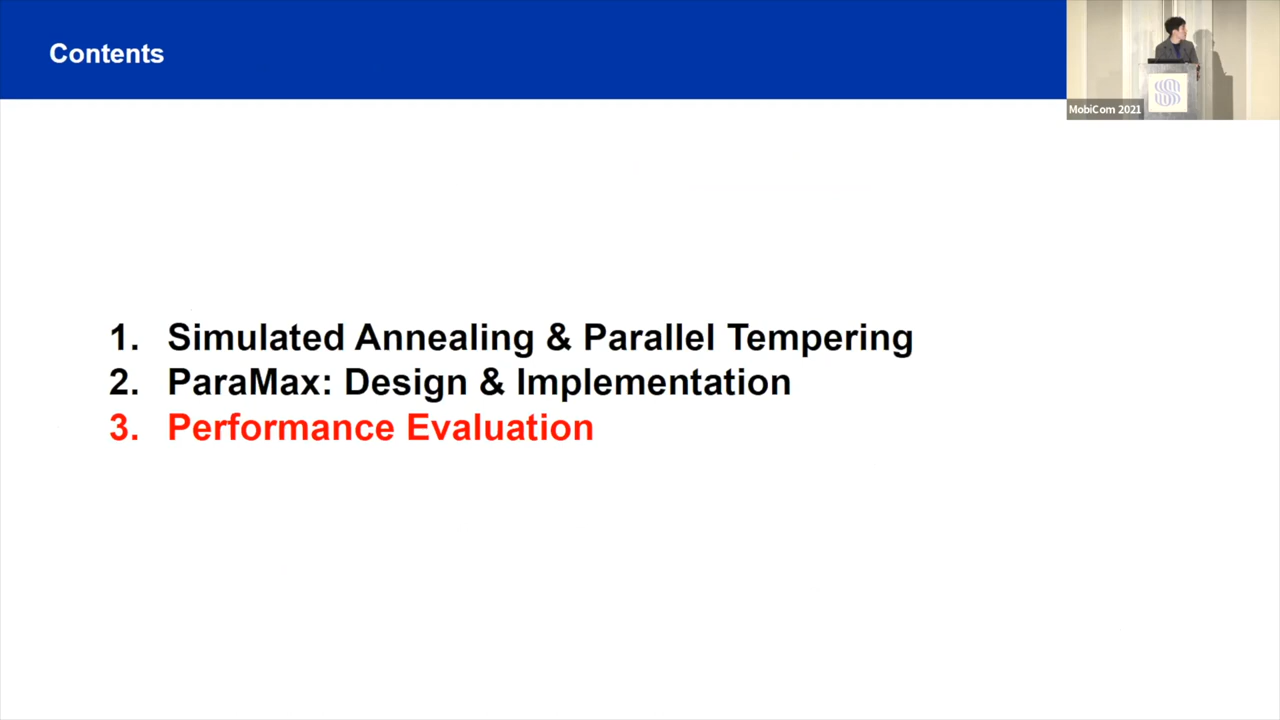 Contents
MobiCom 2021
1. Simulated Annealing & Parallel Tempering
2. ParaMax: Design & Implementation
3. Performance Evaluation